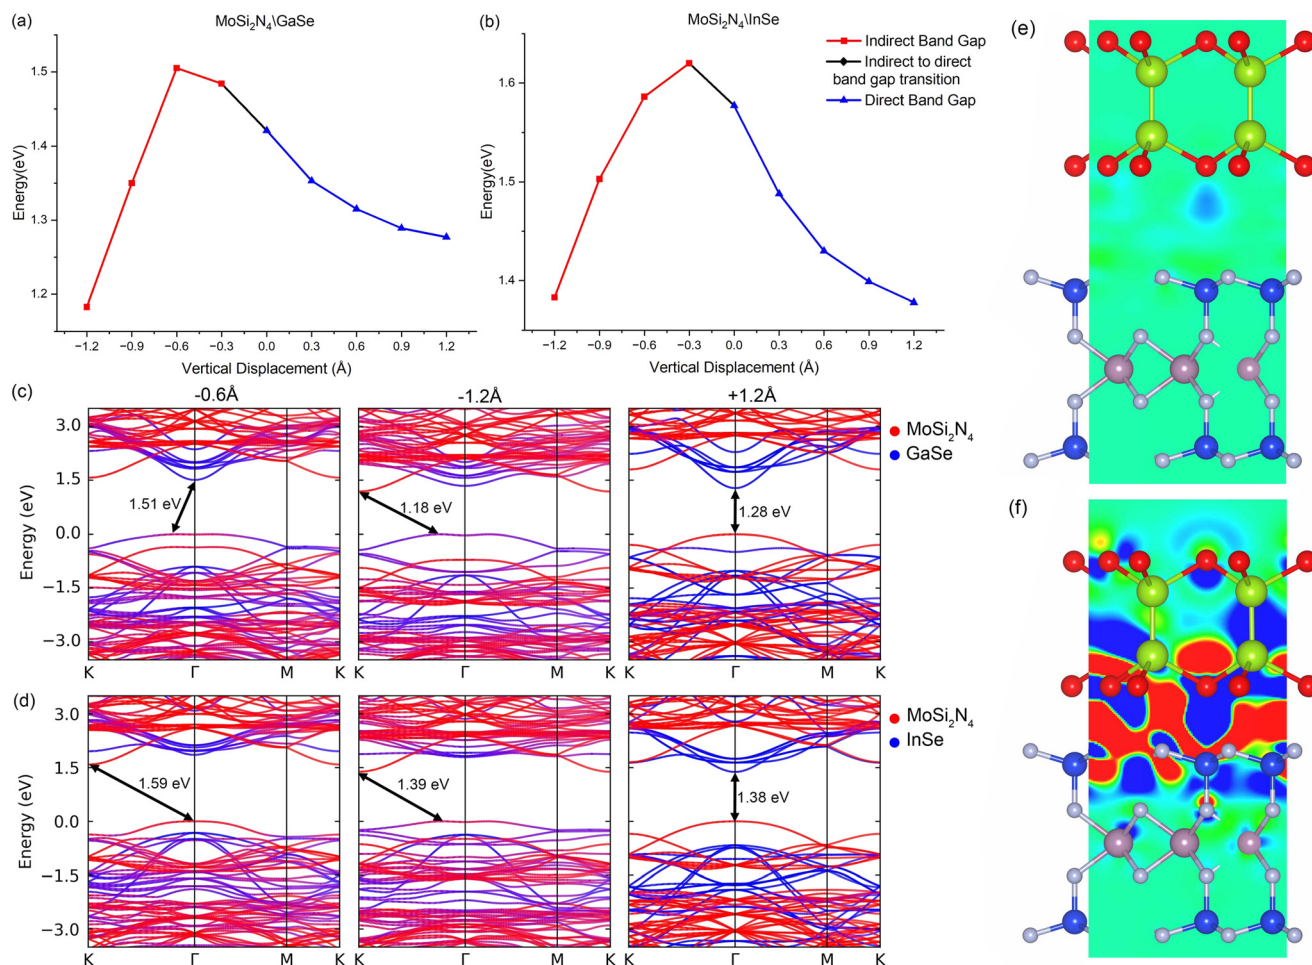 (a)
MoSi₂N₄\GaSe
Energy(eV)
1.5
1.4
1.3
1.2
−1.2 −0.9 −0.6 −0.3 0.0 0.3 0.6 0.9 1.2
Vertical Displacement (Å)
(b)
MoSi₂N₄\InSe
Indirect Band Gap
Indirect to direct
band gap transition
Direct Band Gap
Energy(eV)
1.6
1.5
1.4
−1.2 −0.9 −0.6 −0.3 0.0 0.3 0.6 0.9 1.2
Vertical Displacement (Å)
(c)
-0.6Å
-1.2Å
+1.2Å
Energy (eV)
3.0
1.5
0.0
−1.5
−3.0
1.51 eV
1.18 eV
1.28 eV
K Γ M K
K Γ M K
K Γ M K
MoSi₂N₄
GaSe
(d)
Energy (eV)
3.0
1.5
0.0
−1.5
−3.0
1.59 eV
1.39 eV
1.38 eV
K Γ M K
K Γ M K
K Γ M K
MoSi₂N₄
InSe
(e)
(f)